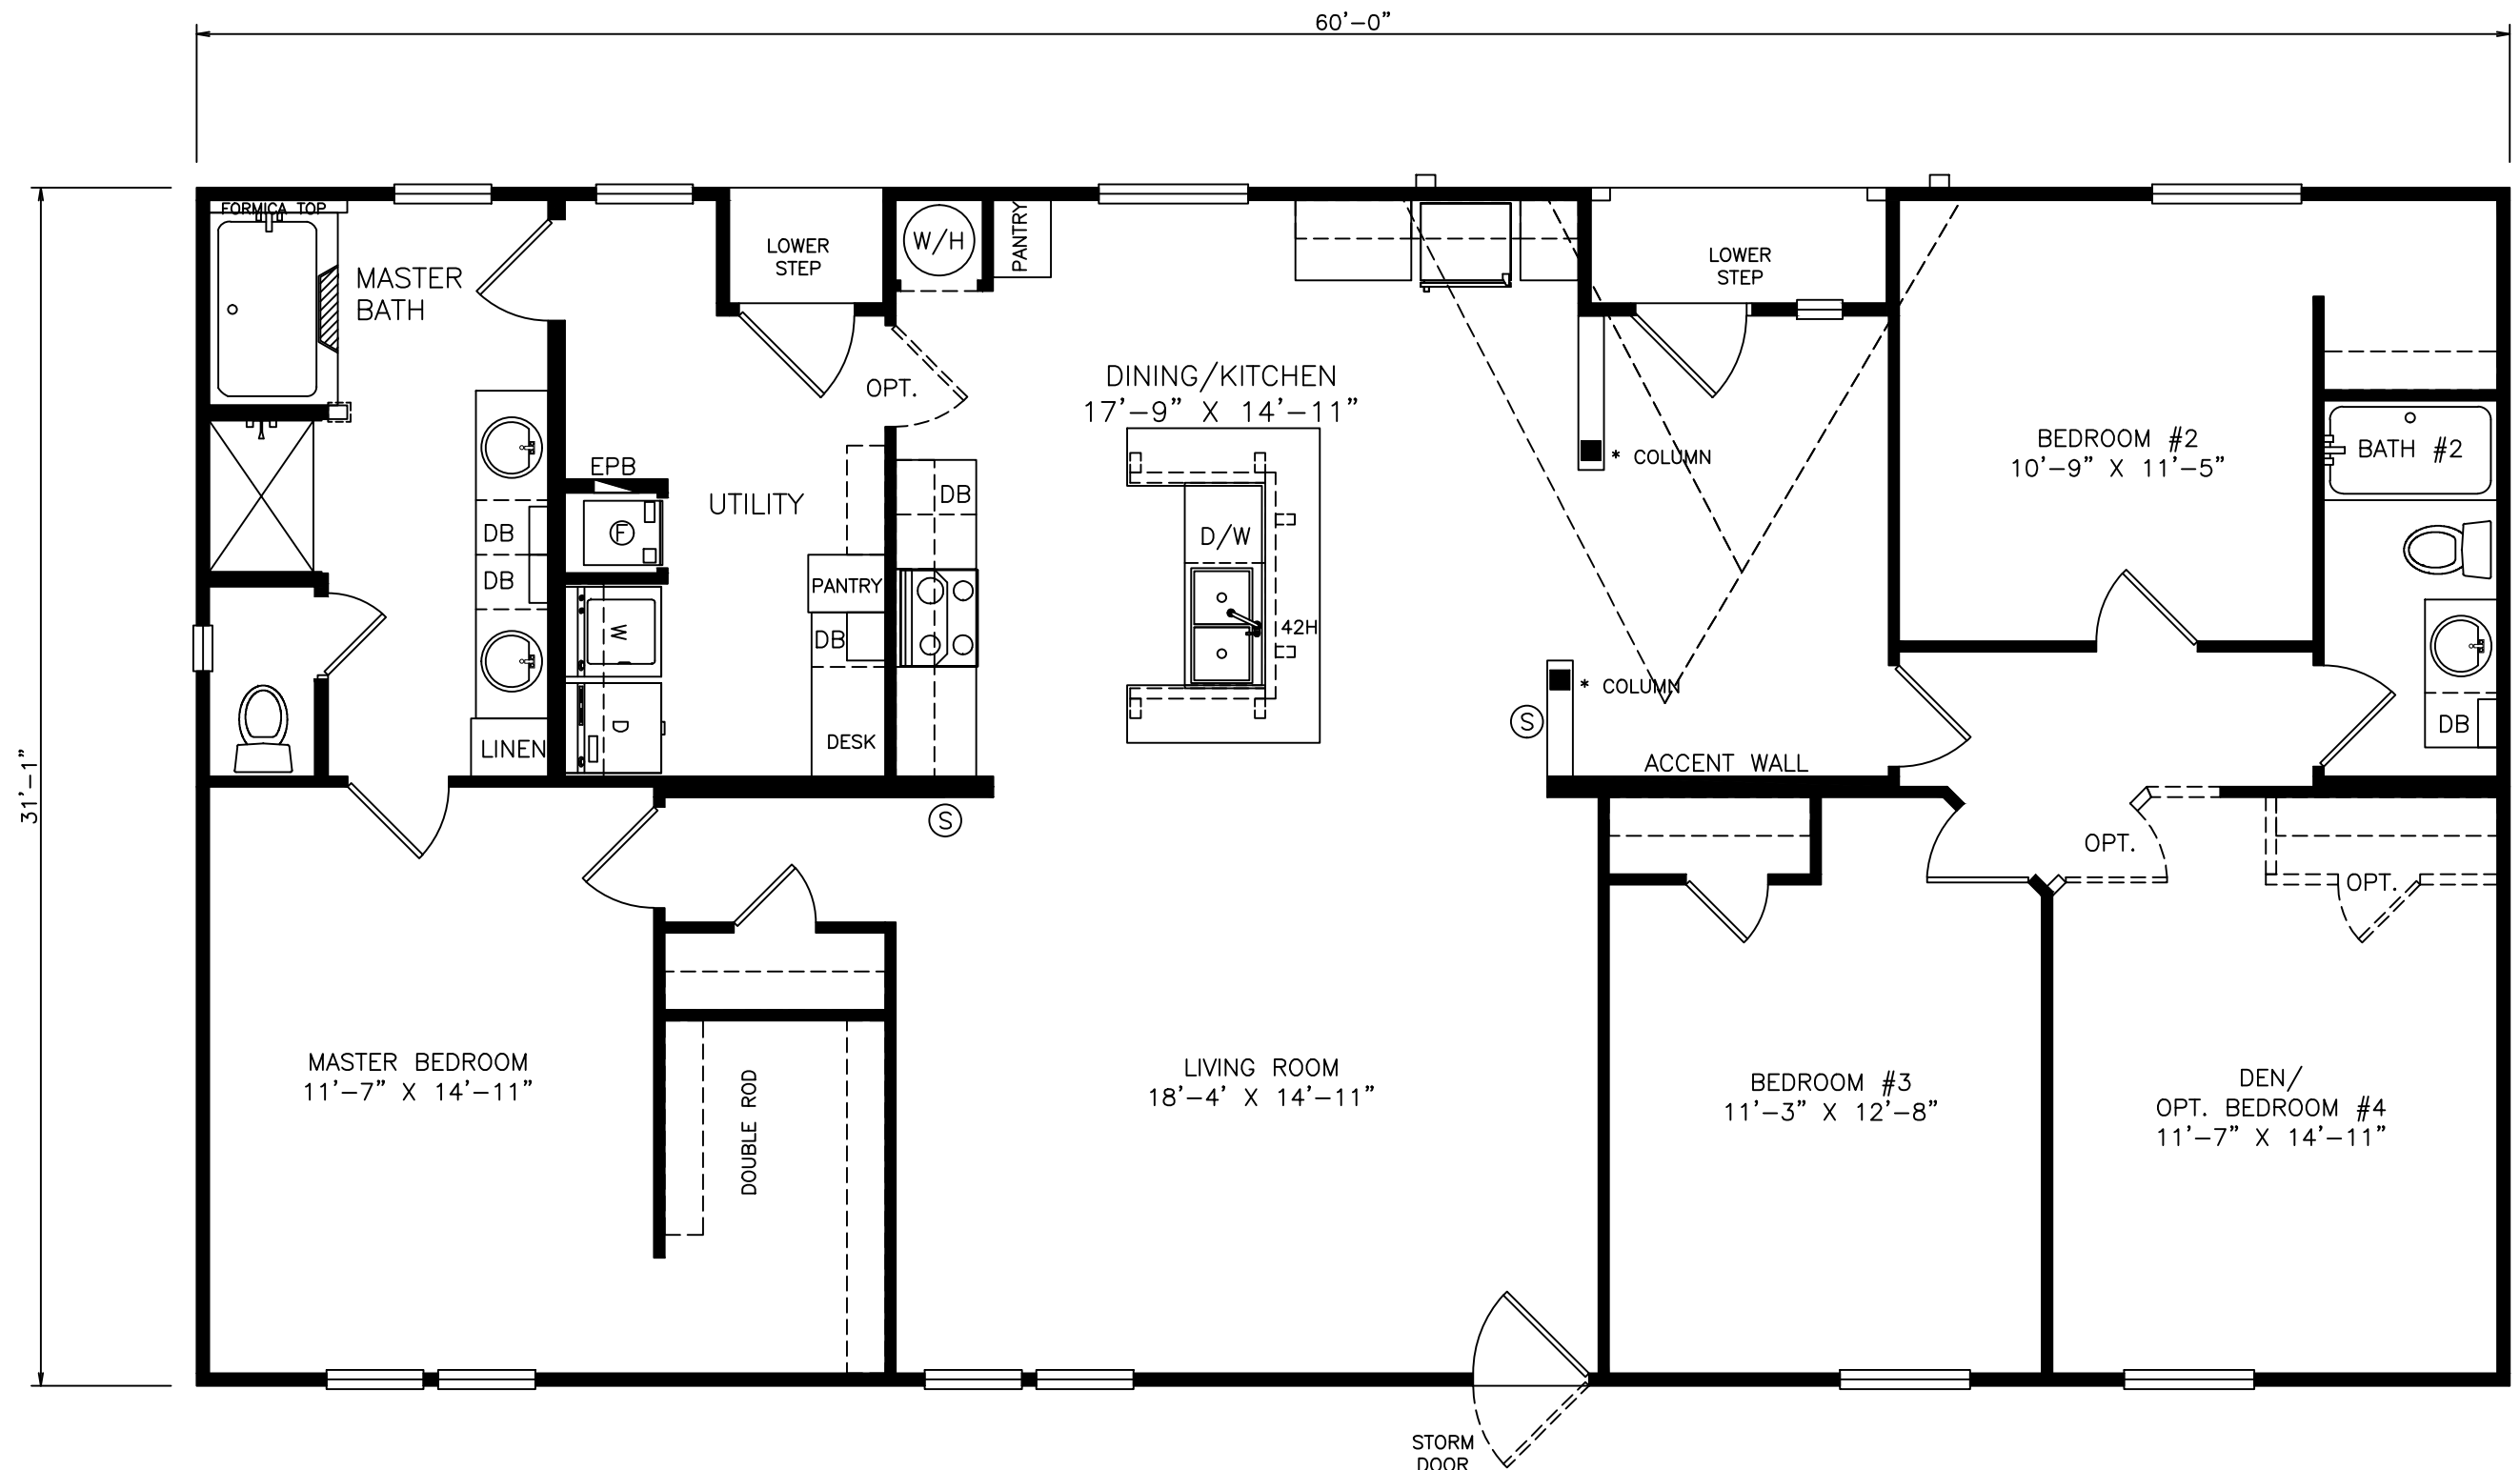 60'-0"
31'-1"
FORMICA TOP
MASTER
BATH
LOWER
STEP
W/H
PANTRY
LOWER
STEP
OPT.
DINING/KITCHEN
17'-9" X 14'-11"
* COLUMN
BEDROOM #2
10'-9" X 11'-5"
BATH #2
EPB
UTILITY
F
DB
DB
DB
D/W
PANTRY
DB
W
42H
D
DESK
LINEN
* COLUMN
S
ACCENT WALL
DB
S
OPT.
OPT.
MASTER BEDROOM
11'-7" X 14'-11"
DOUBLE ROD
LIVING ROOM
18'-4' X 14'-11"
BEDROOM #3
11'-3" X 12'-8"
DEN/
OPT. BEDROOM #4
11'-7" X 14'-11"
STORM
DOOR